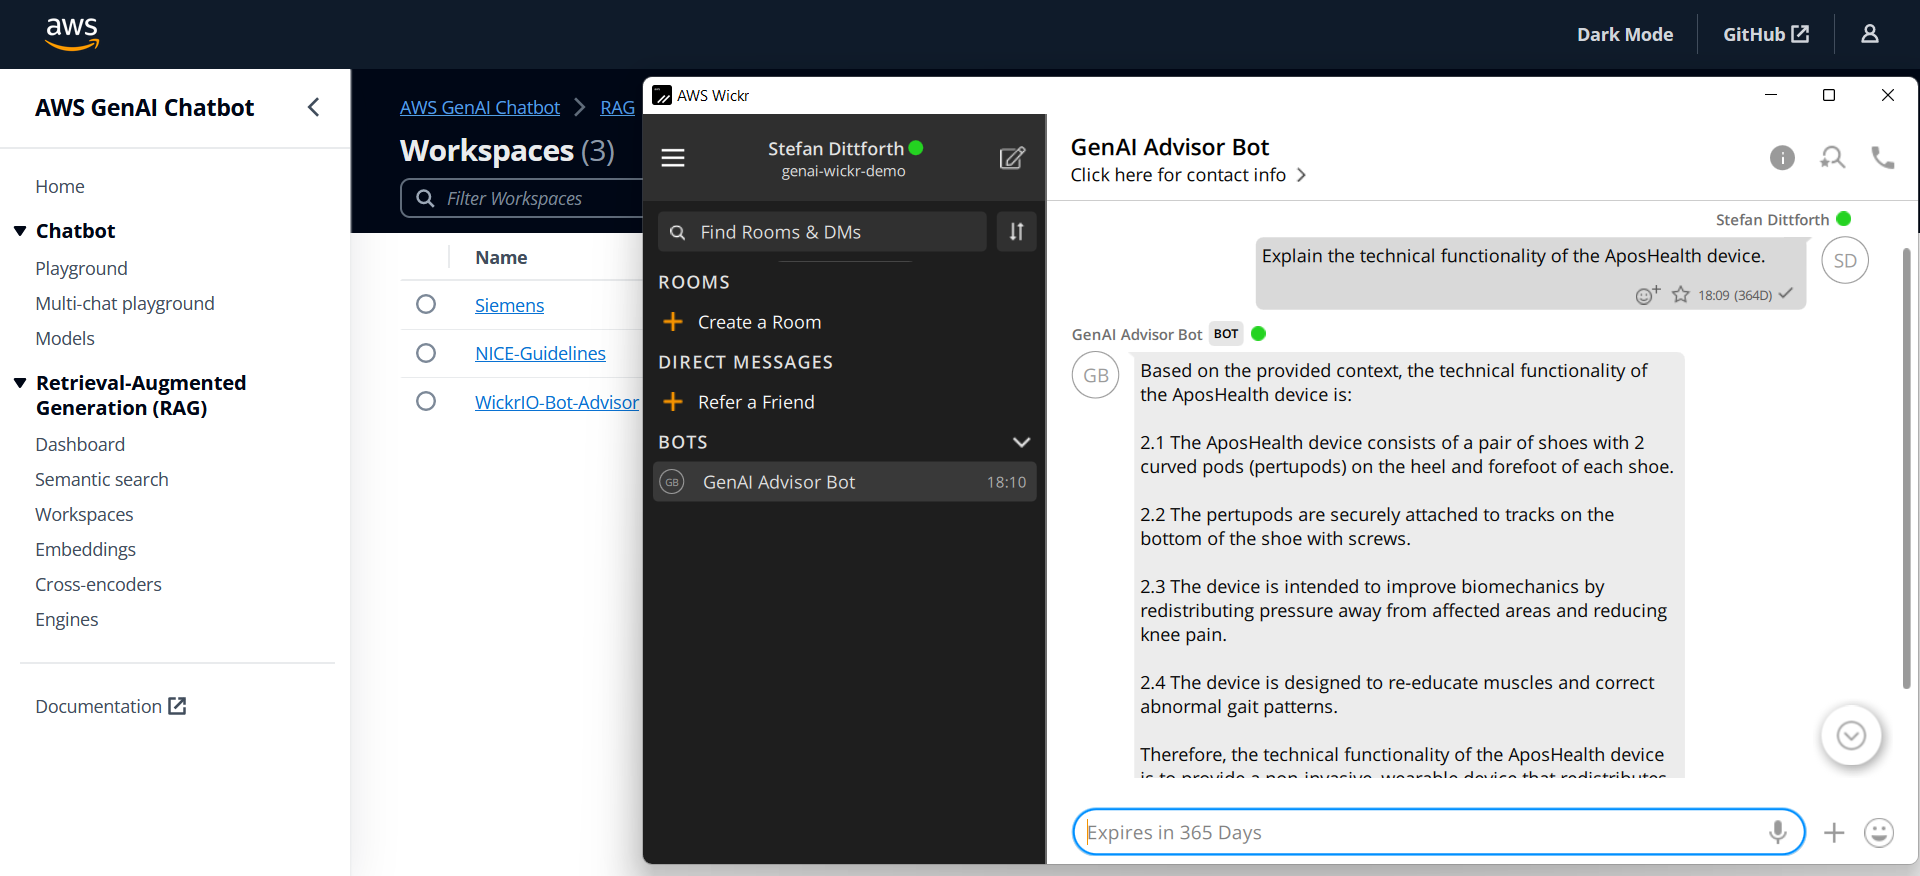 aws
Dark Mode
GitHub
AWS GenAI Chatbot
Home
Chatbot
Playground
Multi-chat playground
Models
Retrieval-Augmented
Generation (RAG)
Dashboard
Semantic search
Workspaces
Embeddings
Cross-encoders
Engines
Documentation
AWS GenAI Chatbot
RAG
Workspaces (3)
Filter Workspaces
Name
Siemens
NICE-Guidelines
WickrIO-Bot-Advisor
AWS Wickr
Stefan Dittforth
genai-wickr-demo
Find Rooms & DMs
ROOMS
Create a Room
DIRECT MESSAGES
Refer a Friend
BOTS
GB
GenAI Advisor Bot
18:10
GenAI Advisor Bot
Click here for contact info
Stefan Dittforth
SD
Explain the technical functionality of the AposHealth device.
18:09 (364D)
GenAI Advisor Bot
BOT
GB
Based on the provided context, the technical functionality of
the AposHealth device is:
2.1 The AposHealth device consists of a pair of shoes with 2
curved pods (pertupods) on the heel and forefoot of each shoe.
2.2 The pertupods are securely attached to tracks on the
bottom of the shoe with screws.
2.3 The device is intended to improve biomechanics by
redistributing pressure away from affected areas and reducing
knee pain.
2.4 The device is designed to re-educate muscles and correct
abnormal gait patterns.
Therefore, the technical functionality of the AposHealth device
is to provide a non-invasive, wearable device that redistributes
Expires in 365 Days